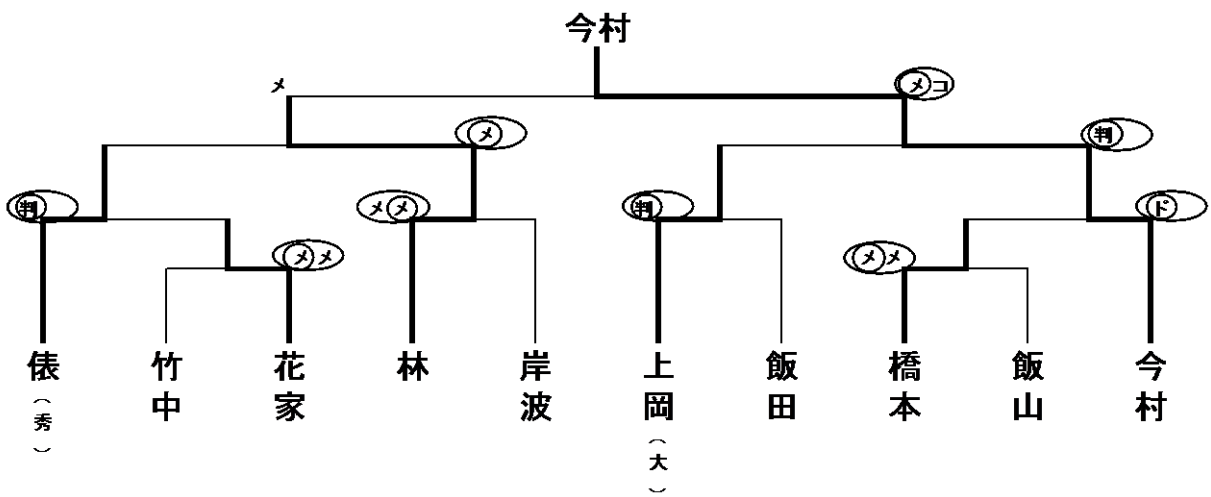 今村
メ
メコ
メ
判
判
メメ
判
ド
メメ
メメ
俵(秀)
竹中
花家
林
岸波
上岡(大)
飯田
橋本
飯山
今村